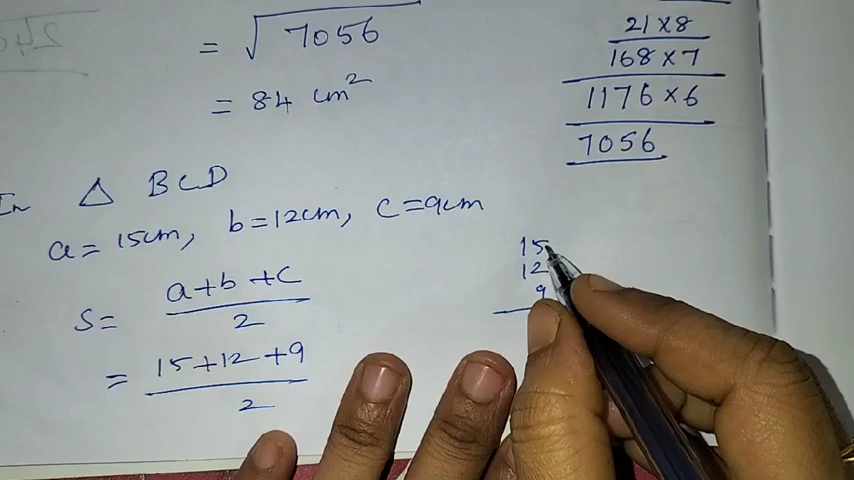 = √7056
= 84 cm²
21×8
168×7
1176×6
7056
In △ BCD
a= 15cm, b=12cm, c=9cm
S= a+b+c / 2
= 15+12+9 / 2
15
12
9